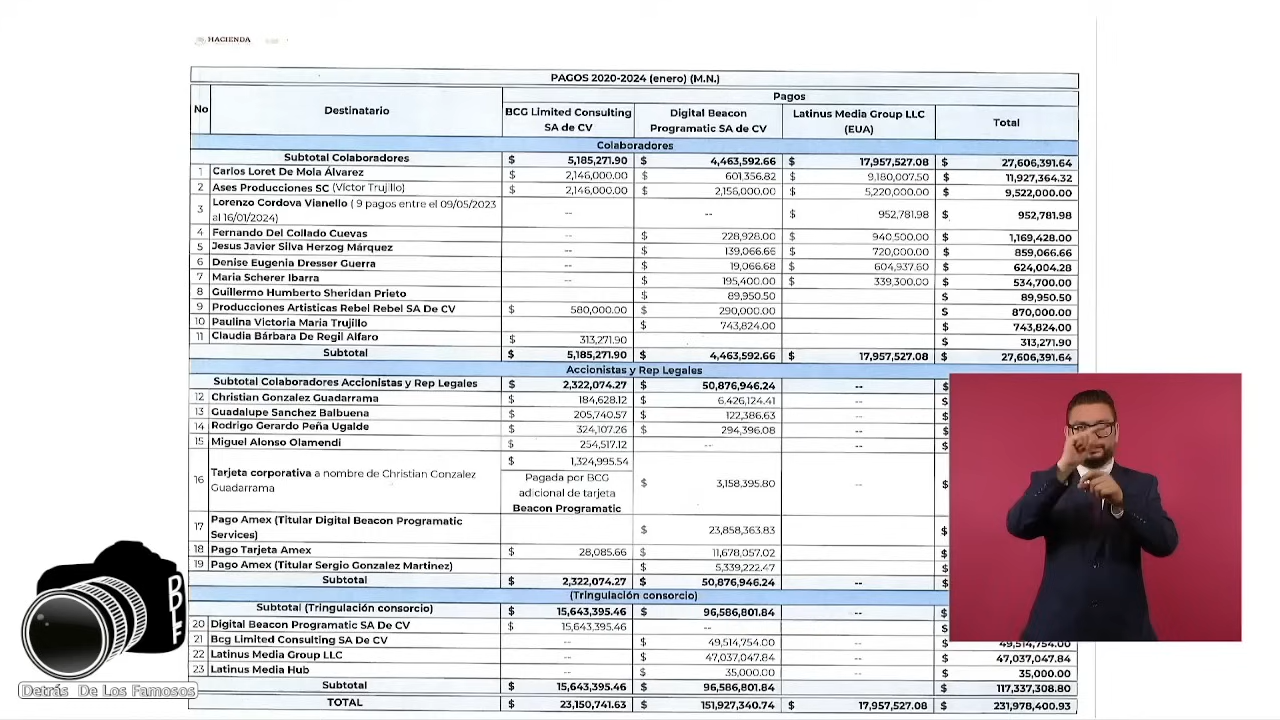 HACIENDA
PAGOS 2020-2024 (enero) (M.N.)
No Destinatario Pagos
BCG Limited Consulting SA de CV Digital Beacon Programatic SA de CV Latinus Media Group LLC (EUA) Total
Colaboradores
Subtotal Colaboradores $ 5,185,271.90 $ 4,463,592.66 $ 17,957,527.08 $ 27,606,391.64
1 Carlos Loret De Mola Álvarez $ 2,146,000.00 $ 601,356.82 $ 9,180,007.50 $ 11,927,364.32
2 Ases Producciones SC (Víctor Trujillo) $ 2,146,000.00 $ 2,156,000.00 $ 5,220,000.00 $ 9,522,000.00
3 Lorenzo Cordova Vianello ( 9 pagos entre el 09/05/2023 al 16/01/2024) -- -- $ 952,781.98 $ 952,781.98
4 Fernando Del Collado Cuevas -- $ 228,928.00 $ 940,500.00 $ 1,169,428.00
5 Jesus Javier Silva Herzog Márquez -- $ 139,066.66 $ 720,000.00 $ 859,066.66
6 Denise Eugenia Dresser Guerra -- $ 19,066.68 $ 604,937.60 $ 624,004.28
7 Maria Scherer Ibarra -- $ 195,400.00 $ 339,300.00 $ 534,700.00
8 Guillermo Humberto Sheridan Prieto $ 89,950.50 $ 89,950.50
9 Producciones Artisticas Rebel Rebel SA De CV $ 580,000.00 $ 290,000.00 $ 870,000.00
10 Paulina Victoria Maria Trujillo $ 743,824.00 $ 743,824.00
11 Claudia Bárbara De Regil Alfaro $ 313,271.90 $ 313,271.90
Subtotal $ 5,185,271.90 $ 4,463,592.66 $ 17,957,527.08 $ 27,606,391.64
Accionistas y Rep Legales
Subtotal Colaboradores Accionistas y Rep Legales $ 2,322,074.27 $ 50,876,946.24 -- $
12 Christian Gonzalez Guadarrama $ 184,628.12 $ 6,426,124.41 -- $
13 Guadalupe Sanchez Balbuena $ 205,740.57 $ 122,386.63 -- $
14 Rodrigo Gerardo Peña Ugalde $ 324,107.26 $ 294,396.08 -- $
15 Miguel Alonso Olamendi $ 254,517.12 -- -- $
16 Tarjeta corporativa a nombre de Christian Gonzalez Guadarrama $ 1,324,995.54 Pagada por BCG adicional de tarjeta Beacon Programatic $ 3,158,395.80 -- $
17 Pago Amex (Titular Digital Beacon Programatic Services) $ 23,858,363.83 $
18 Pago Tarjeta Amex $ 28,085.66 $ 11,678,057.02 $
19 Pago Amex (Titular Sergio Gonzalez Martinez) $ 5,339,222.47 $
Subtotal $ 2,322,074.27 $ 50,876,946.24 -- $
(Tringulación consorcio)
Subtotal (Tringulación consorcio) $ 15,643,395.46 $ 96,586,801.84 -- $
20 Digital Beacon Programatic SA De CV $ 15,643,395.46 -- $
21 Bcg Limited Consulting SA De CV -- $ 49,514,754.00 $ 49,514,754.00
22 Latinus Media Group LLC -- $ 47,037,047.84 $ 47,037,047.84
23 Latinus Media Hub -- $ 35,000.00 $ 35,000.00
Subtotal $ 15,643,395.46 $ 96,586,801.84 $ 117,337,308.80
TOTAL $ 23,150,741.63 $ 151,927,340.74 $ 17,957,527.08 $ 231,978,400.93
BDF
Detrás De Los Famosos